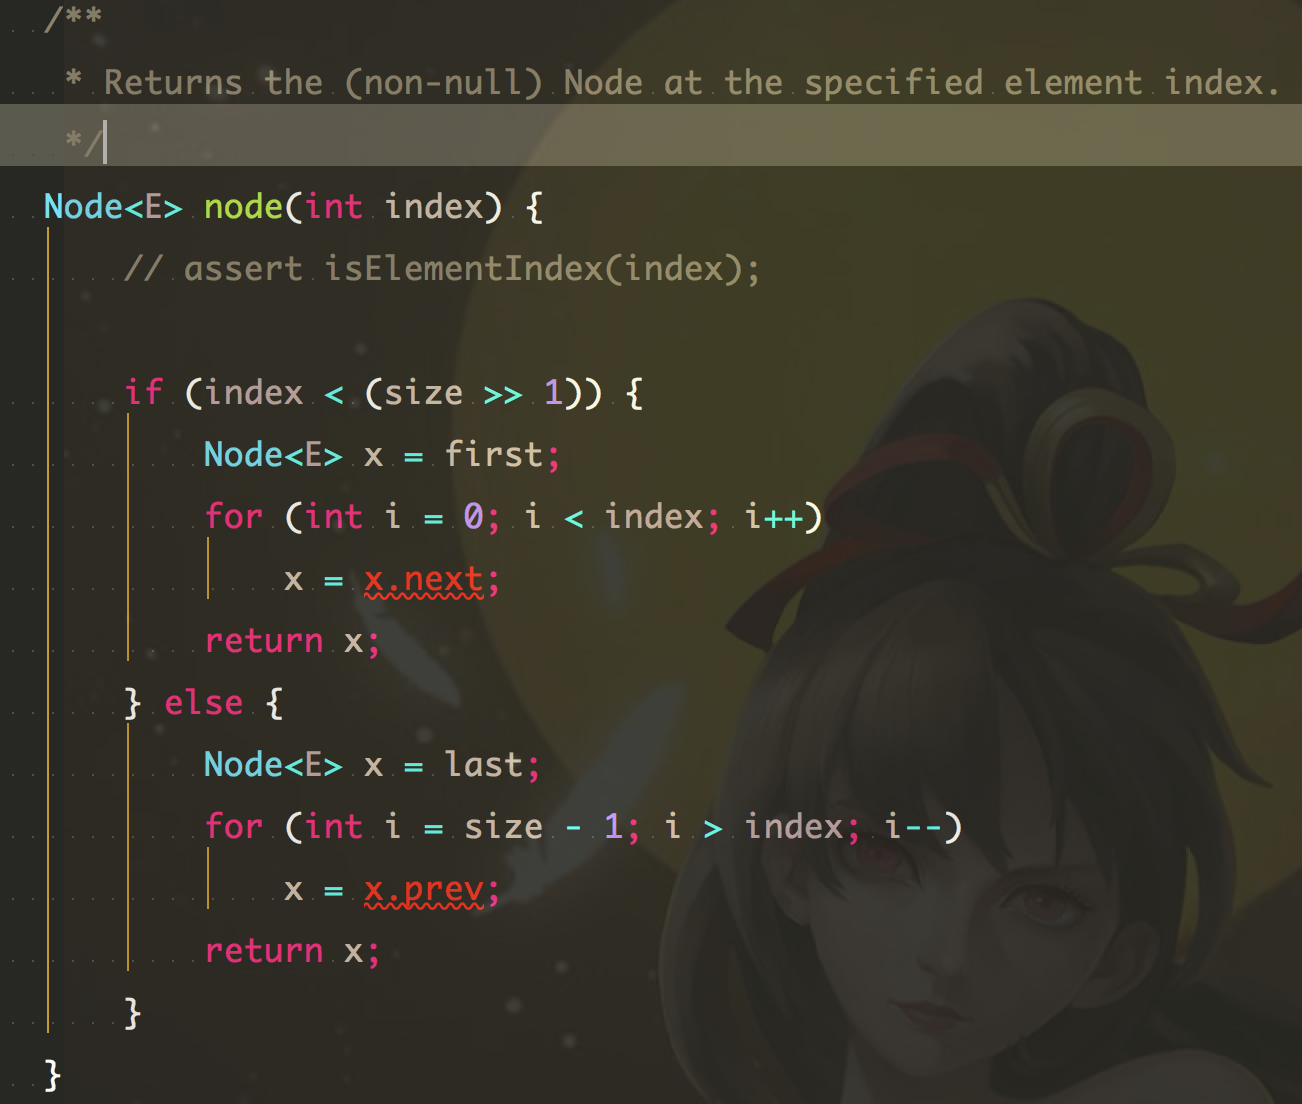 /**
 * Returns the (non-null) Node at the specified element index.
 */
Node<E> node(int index) {
    // assert isElementIndex(index);

    if (index < (size >> 1)) {
        Node<E> x = first;
        for (int i = 0; i < index; i++)
            x = x.next;
        return x;
    } else {
        Node<E> x = last;
        for (int i = size - 1; i > index; i--)
            x = x.prev;
        return x;
    }
}